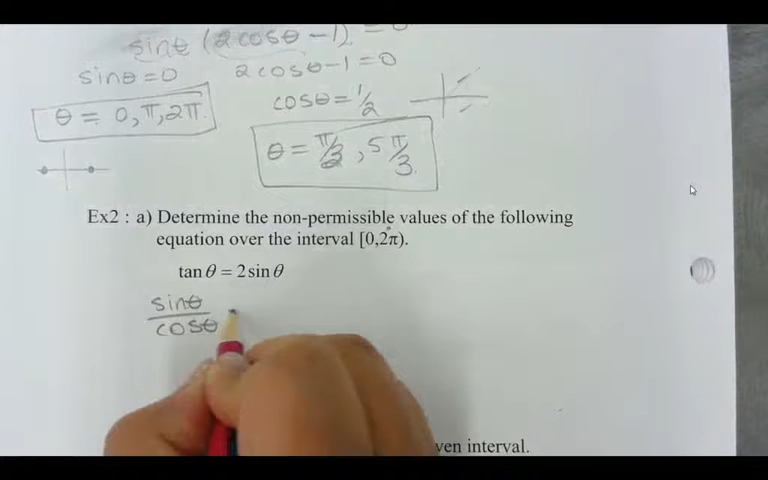 sinθ (2cosθ-1) = 0
sinθ=0 2cosθ-1=0
θ = 0, π, 2π. cosθ=1/2
θ = π/3, 5π/3.
Ex2 : a) Determine the non-permissible values of the following
equation over the interval [0,2π).
tan θ = 2 sin θ
sinθ
cosθ
ven interval.